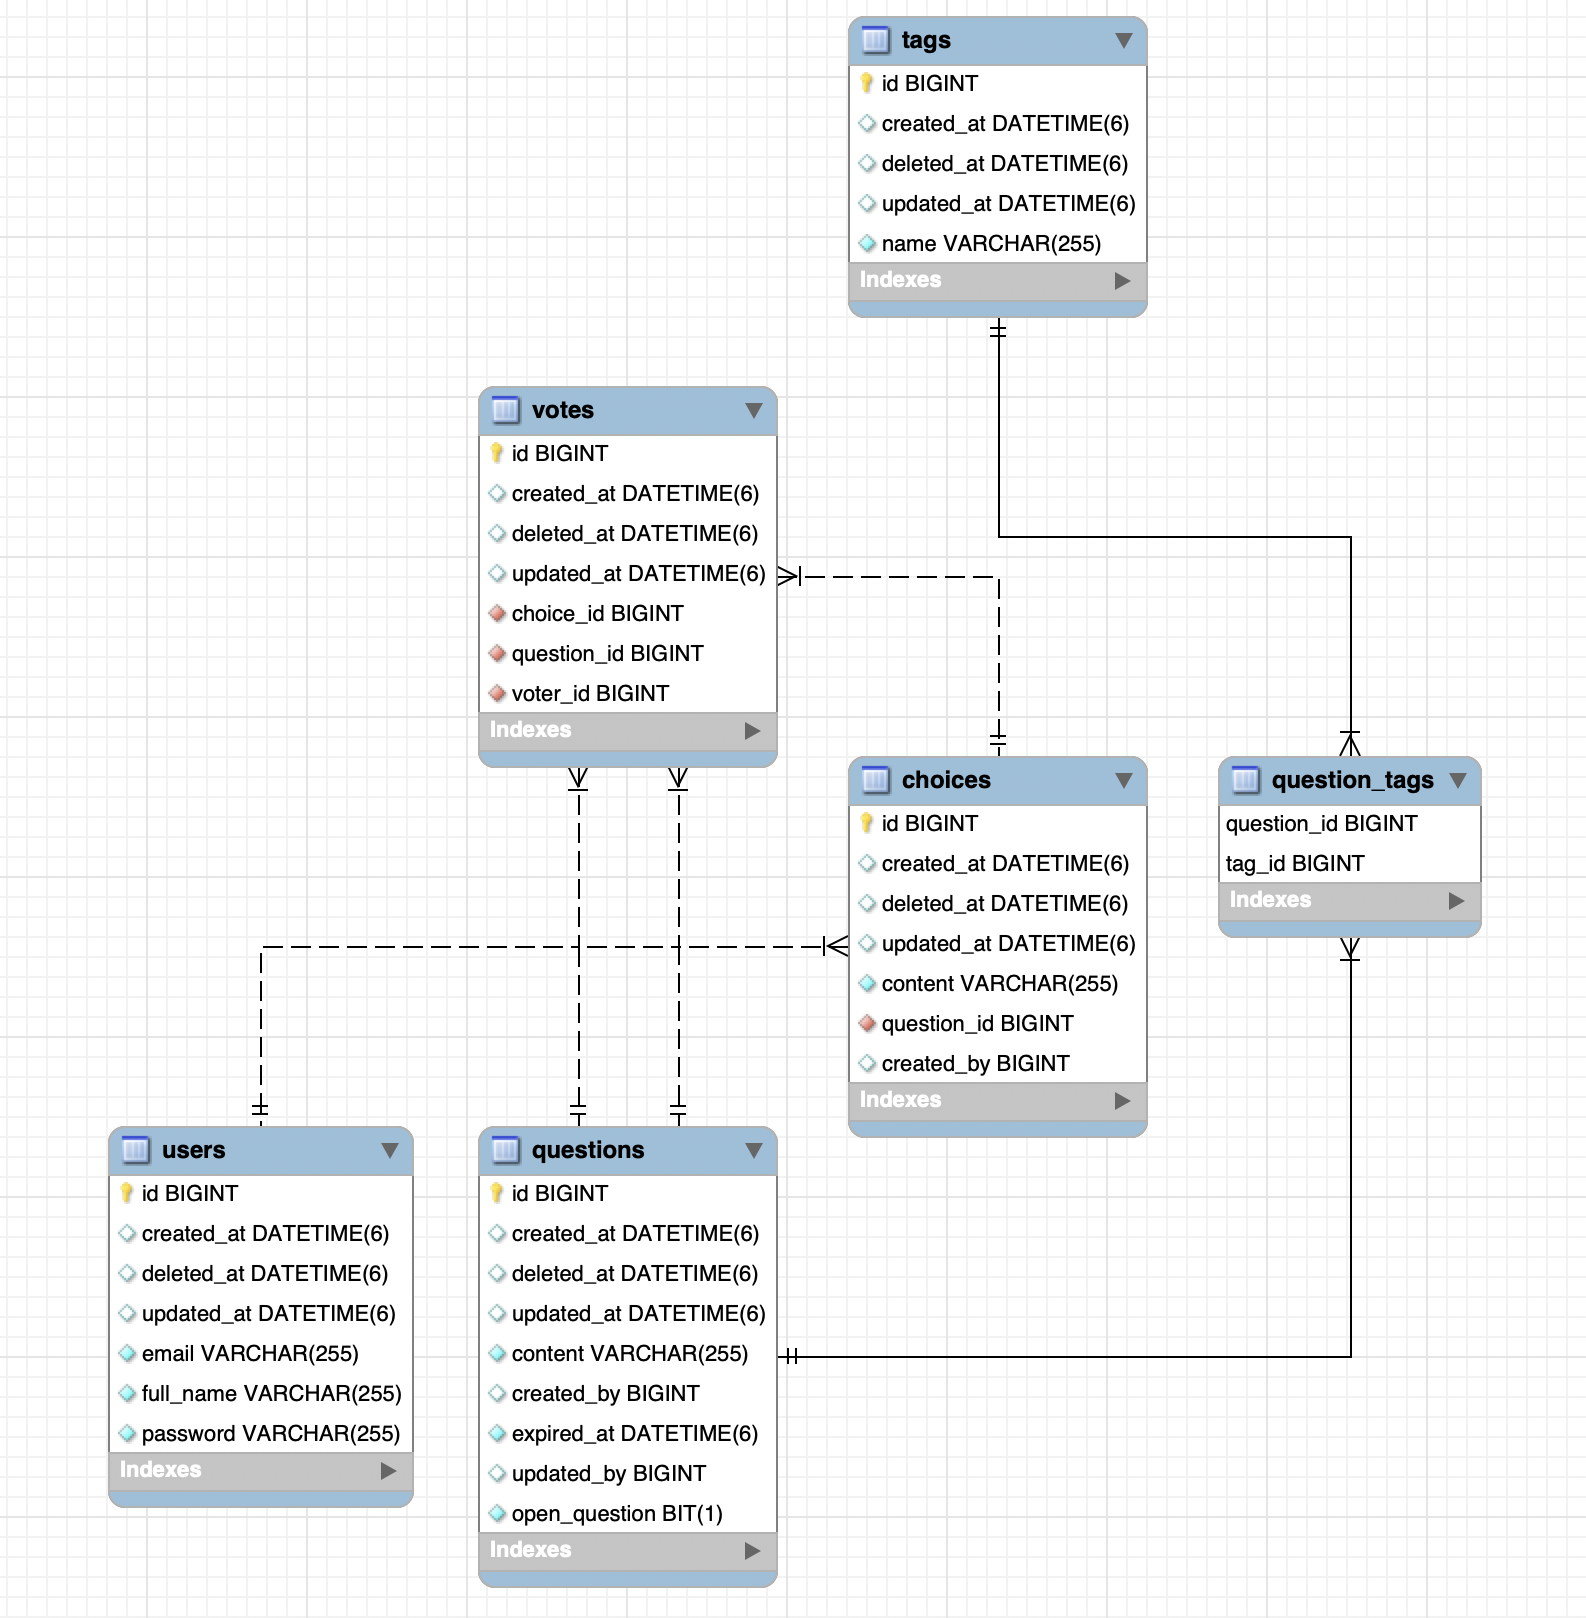 tags
id BIGINT
created_at DATETIME(6)
deleted_at DATETIME(6)
updated_at DATETIME(6)
name VARCHAR(255)
Indexes
votes
id BIGINT
created_at DATETIME(6)
deleted_at DATETIME(6)
updated_at DATETIME(6)
choice_id BIGINT
question_id BIGINT
voter_id BIGINT
Indexes
choices
id BIGINT
created_at DATETIME(6)
deleted_at DATETIME(6)
updated_at DATETIME(6)
content VARCHAR(255)
question_id BIGINT
created_by BIGINT
Indexes
question_tags
question_id BIGINT
tag_id BIGINT
Indexes
users
id BIGINT
created_at DATETIME(6)
deleted_at DATETIME(6)
updated_at DATETIME(6)
email VARCHAR(255)
full_name VARCHAR(255)
password VARCHAR(255)
Indexes
questions
id BIGINT
created_at DATETIME(6)
deleted_at DATETIME(6)
updated_at DATETIME(6)
content VARCHAR(255)
created_by BIGINT
expired_at DATETIME(6)
updated_by BIGINT
open_question BIT(1)
Indexes